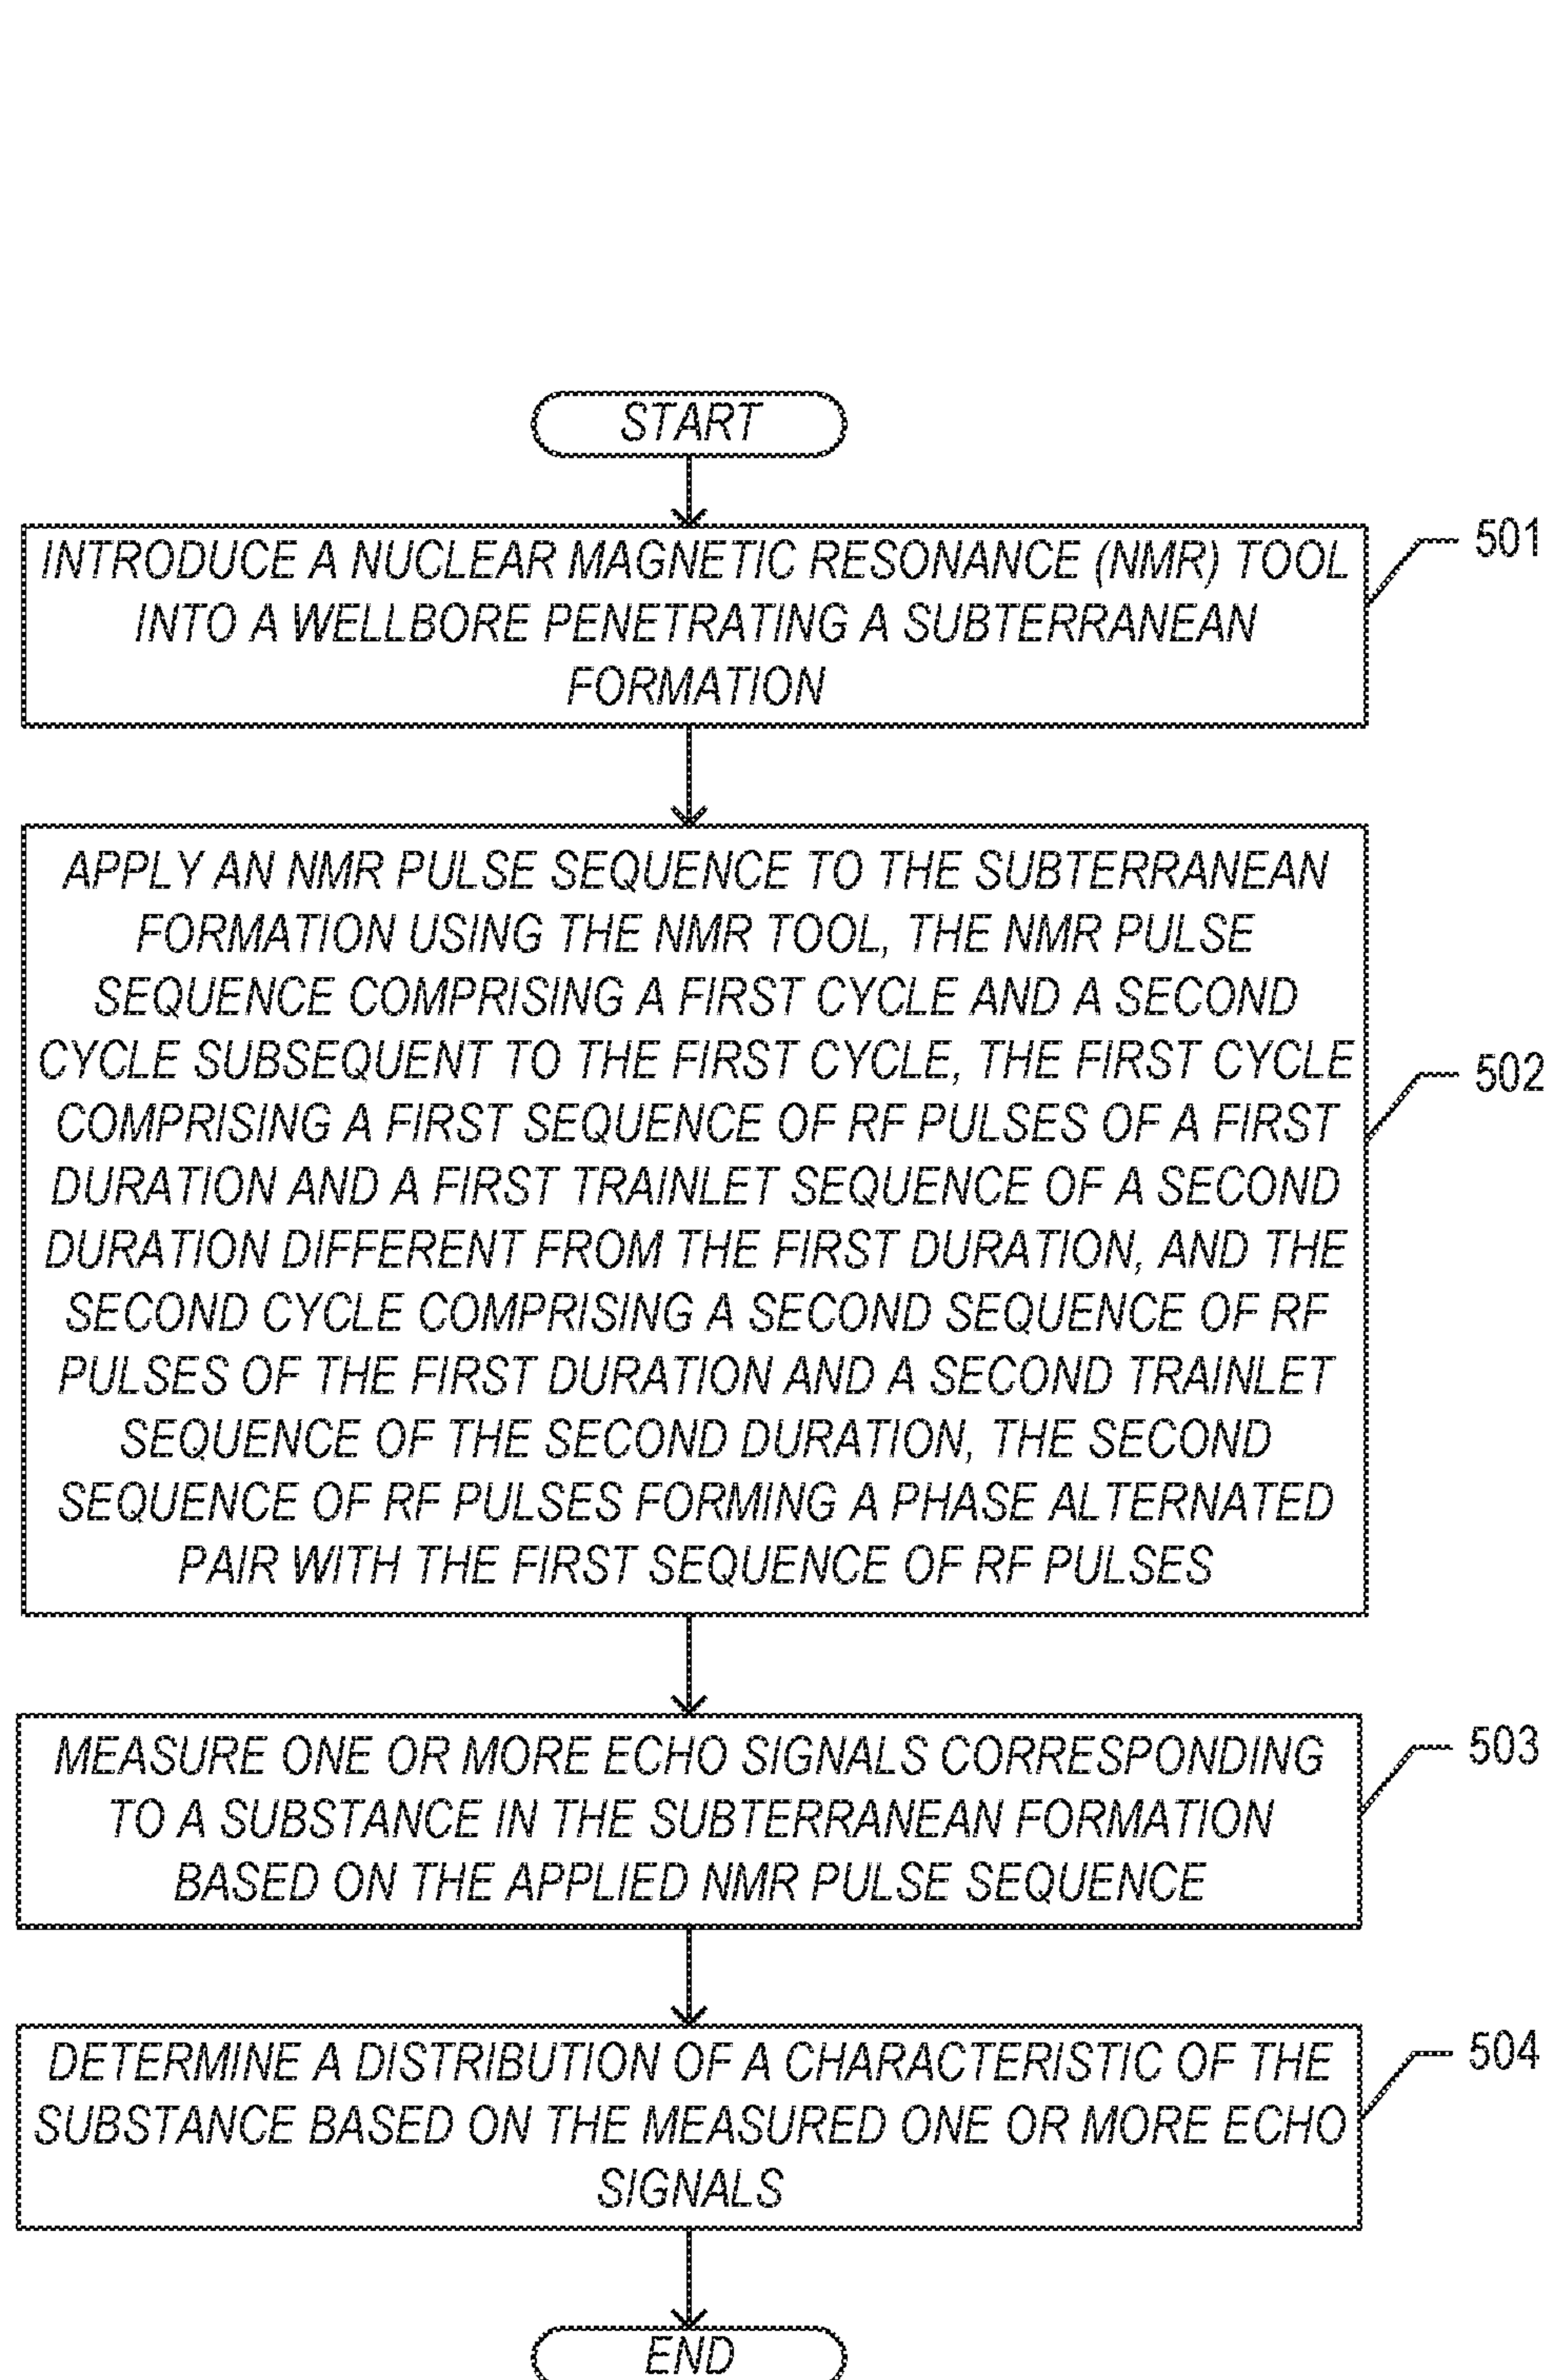 START
INTRODUCE A NUCLEAR MAGNETIC RESONANCE (NMR) TOOL
INTO A WELLBORE PENETRATING A SUBTERRANEAN
FORMATION
501
APPLY AN NMR PULSE SEQUENCE TO THE SUBTERRANEAN
FORMATION USING THE NMR TOOL, THE NMR PULSE
SEQUENCE COMPRISING A FIRST CYCLE AND A SECOND
CYCLE SUBSEQUENT TO THE FIRST CYCLE, THE FIRST CYCLE
COMPRISING A FIRST SEQUENCE OF RF PULSES OF A FIRST
DURATION AND A FIRST TRAINLET SEQUENCE OF A SECOND
DURATION DIFFERENT FROM THE FIRST DURATION, AND THE
SECOND CYCLE COMPRISING A SECOND SEQUENCE OF RF
PULSES OF THE FIRST DURATION AND A SECOND TRAINLET
SEQUENCE OF THE SECOND DURATION, THE SECOND
SEQUENCE OF RF PULSES FORMING A PHASE ALTERNATED
PAIR WITH THE FIRST SEQUENCE OF RF PULSES
502
MEASURE ONE OR MORE ECHO SIGNALS CORRESPONDING
TO A SUBSTANCE IN THE SUBTERRANEAN FORMATION
BASED ON THE APPLIED NMR PULSE SEQUENCE
503
DETERMINE A DISTRIBUTION OF A CHARACTERISTIC OF THE
SUBSTANCE BASED ON THE MEASURED ONE OR MORE ECHO
SIGNALS
504
END